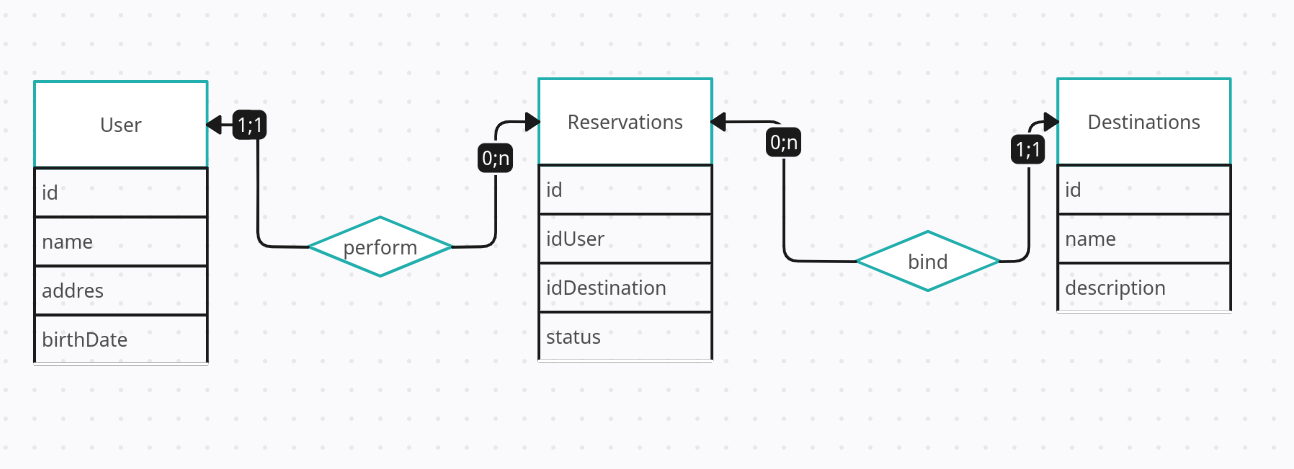 User
id
name
addres
birthDate
1;1
perform
0;n
Reservations
id
idUser
idDestination
status
0;n
bind
1;1
Destinations
id
name
description